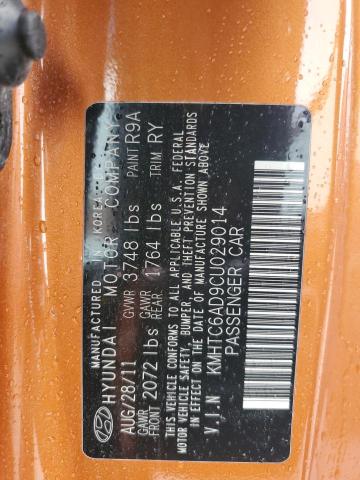 MANUFACTURED IN KOREA BY
HYUNDAI MOTOR COMPANY
AUG/28/11 GVWR 3748 lbs PAINT R9A
GAWR FRONT 2072 lbs GAWR REAR 1764 lbs TRIM RY
THIS VEHICLE CONFORMS TO ALL APPLICABLE U.S.A. FEDERAL
MOTOR VEHICLE SAFETY, BUMPER, AND THEFT PREVENTION STANDARDS
IN EFFECT ON THE DATE OF MANUFACTURE SHOWN ABOVE.
V.I.N KMHTC6AD9CU029014
PASSENGER CAR